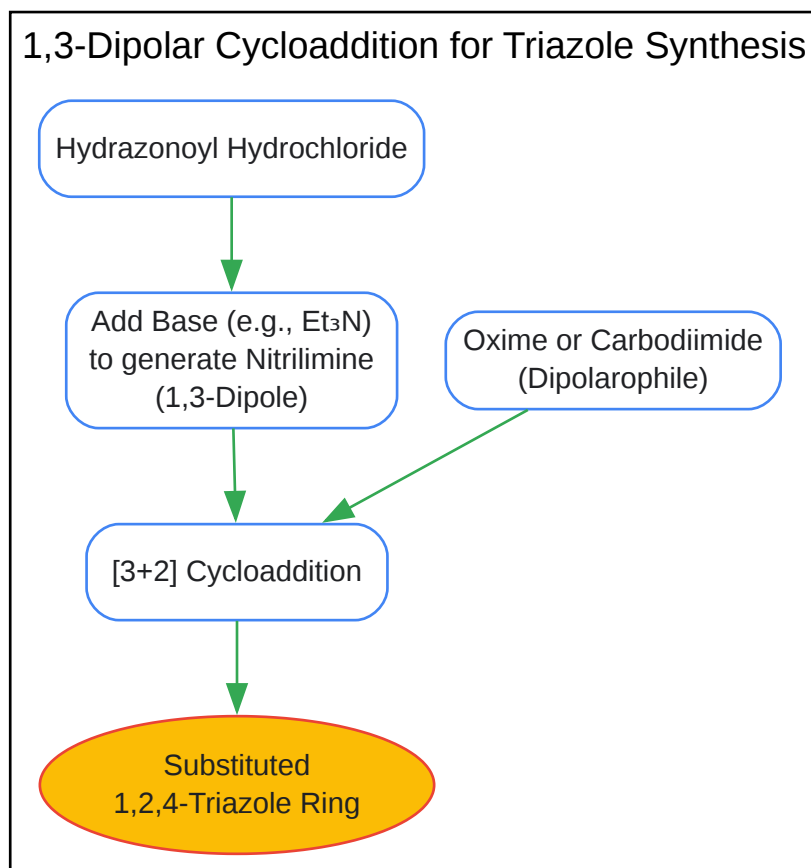 1,3-Dipolar Cycloaddition for Triazole Synthesis
Hydrazonoyl Hydrochloride
Add Base (e.g., Et₃N)
to generate Nitrilimine
(1,3-Dipole)
Oxime or Carbodiimide
(Dipolarophile)
[3+2] Cycloaddition
Substituted
1,2,4-Triazole Ring